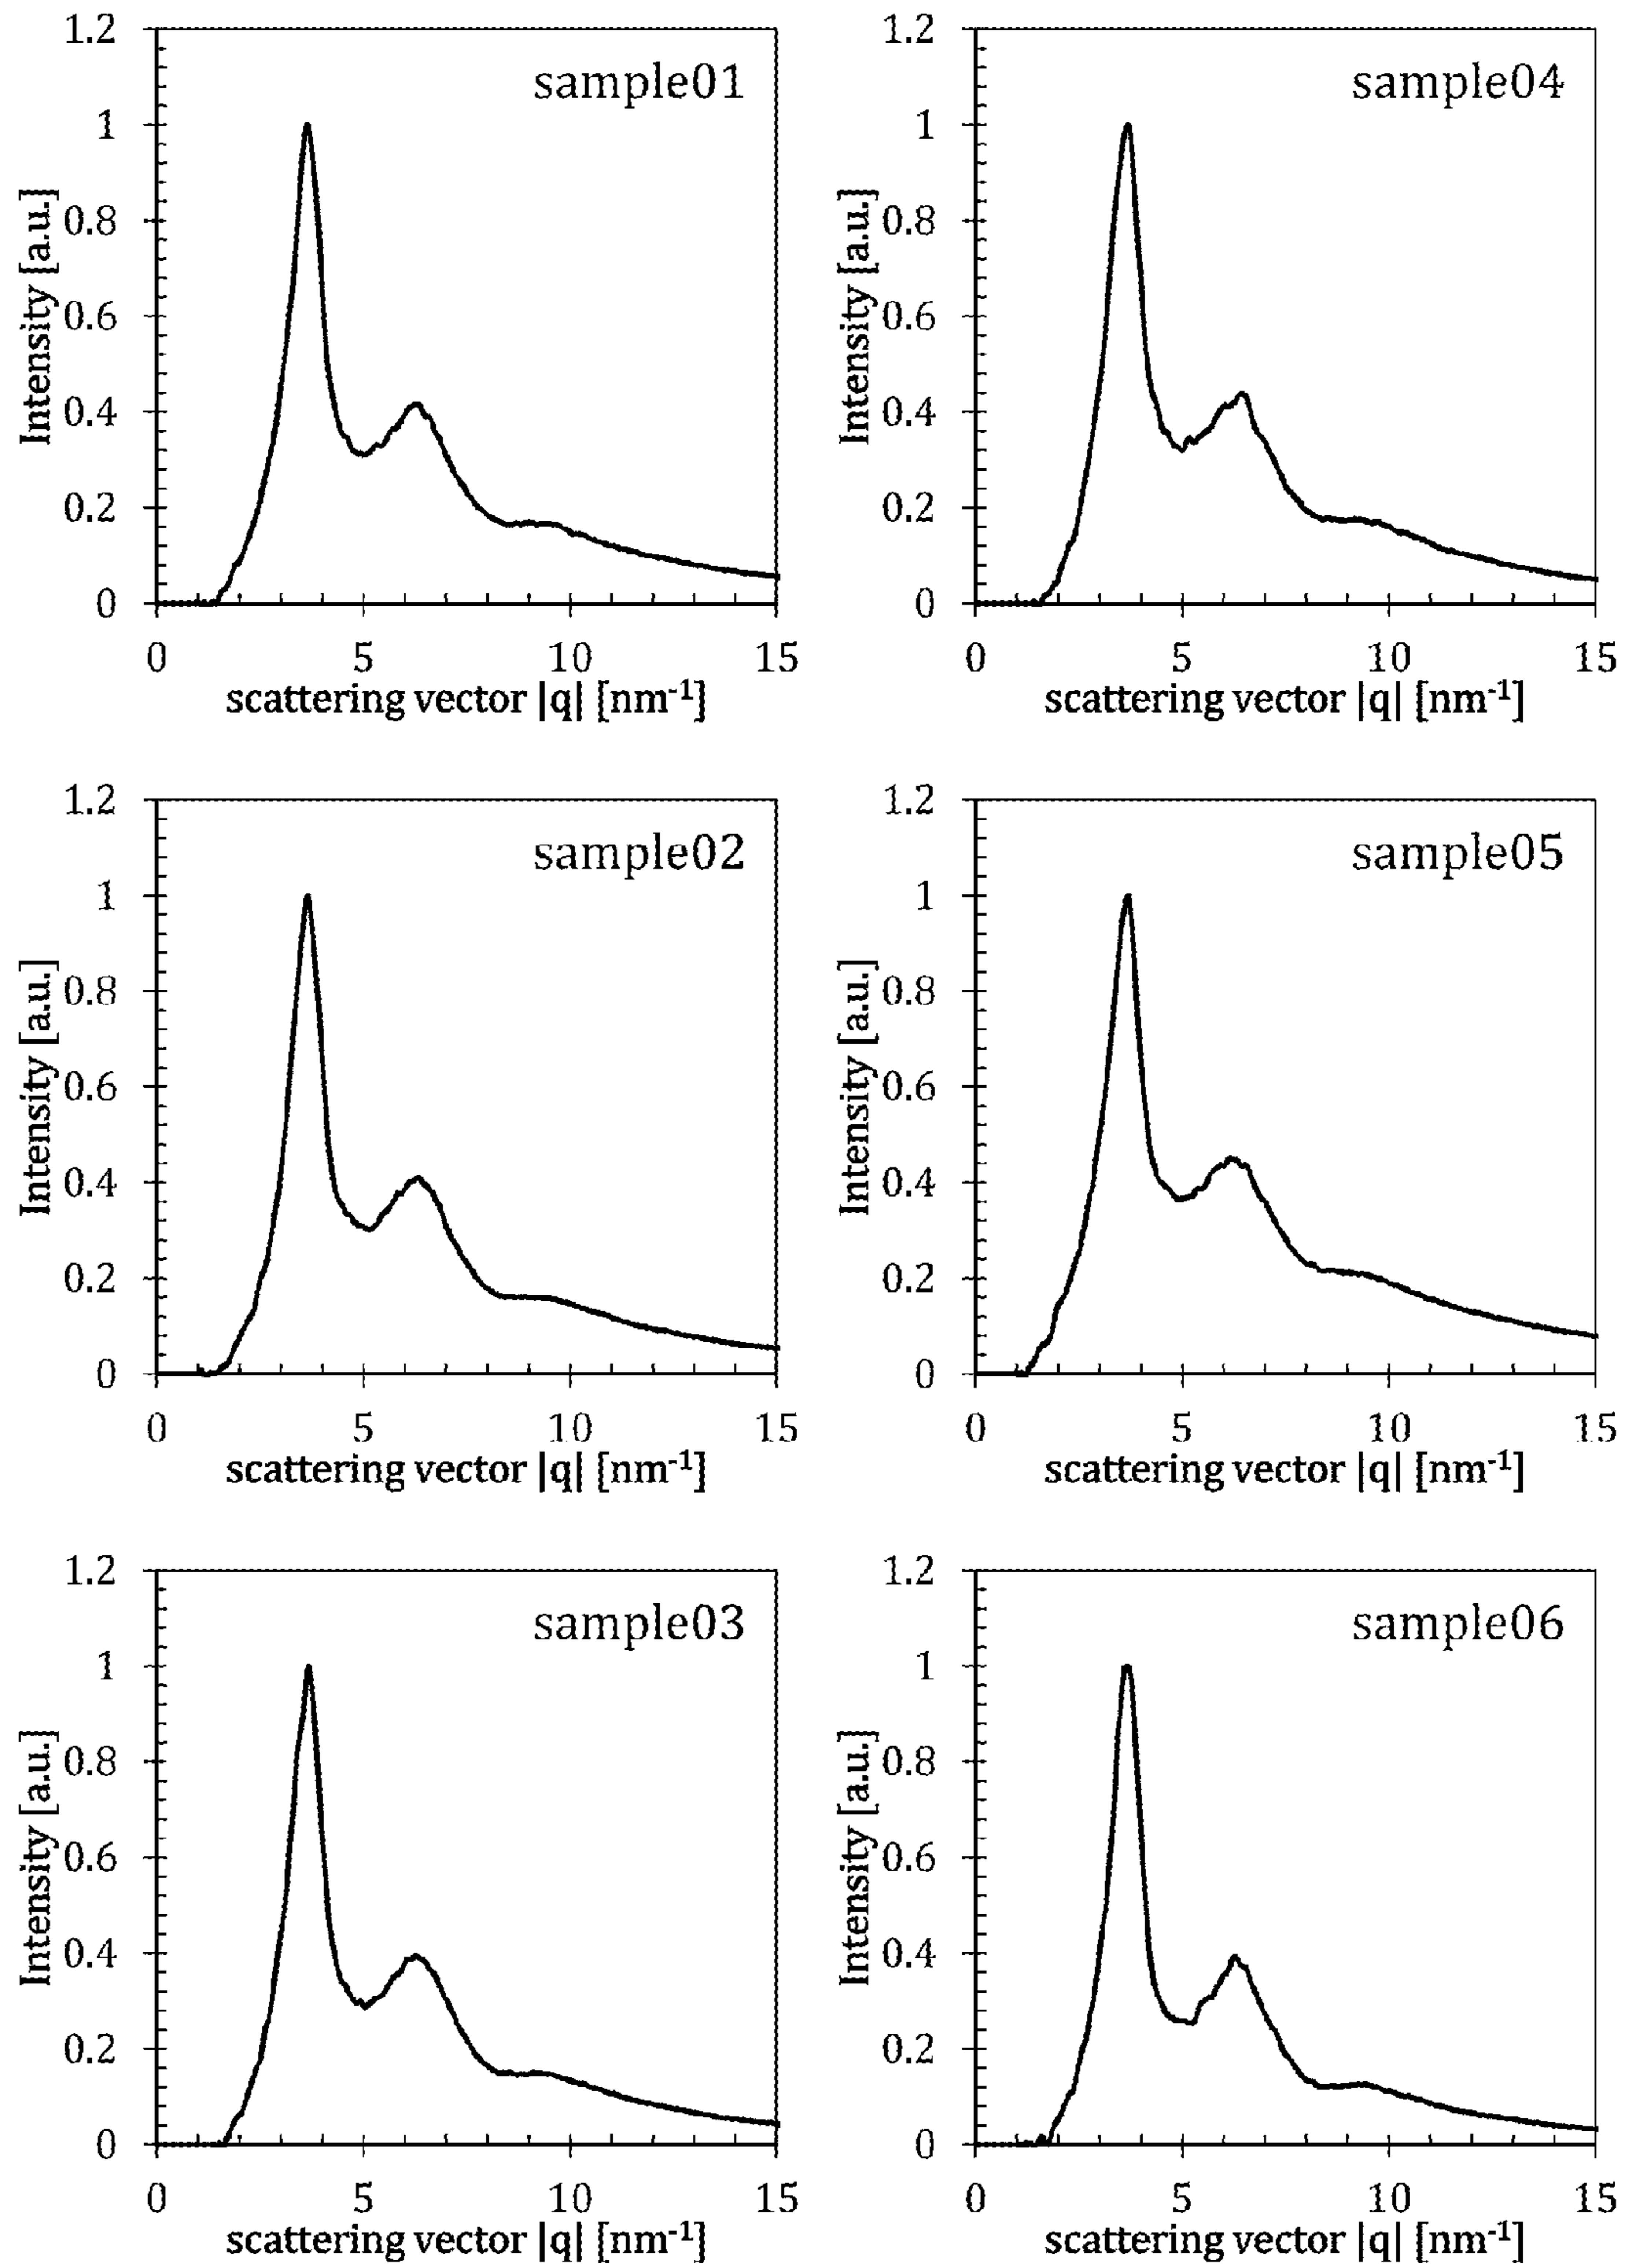 sample01
Intensity [a.u.]
1.2
1
0.8
0.6
0.4
0.2
0
0 5 10 15
scattering vector |q| [nm-1]
sample04
Intensity [a.u.]
1.2
1
0.8
0.6
0.4
0.2
0
0 5 10 15
scattering vector |q| [nm-1]
sample02
Intensity [a.u.]
1.2
1
0.8
0.6
0.4
0.2
0
0 5 10 15
scattering vector |q| [nm-1]
sample05
Intensity [a.u.]
1.2
1
0.8
0.6
0.4
0.2
0
0 5 10 15
scattering vector |q| [nm-1]
sample03
Intensity [a.u.]
1.2
1
0.8
0.6
0.4
0.2
0
0 5 10 15
scattering vector |q| [nm-1]
sample06
Intensity [a.u.]
1.2
1
0.8
0.6
0.4
0.2
0
0 5 10 15
scattering vector |q| [nm-1]